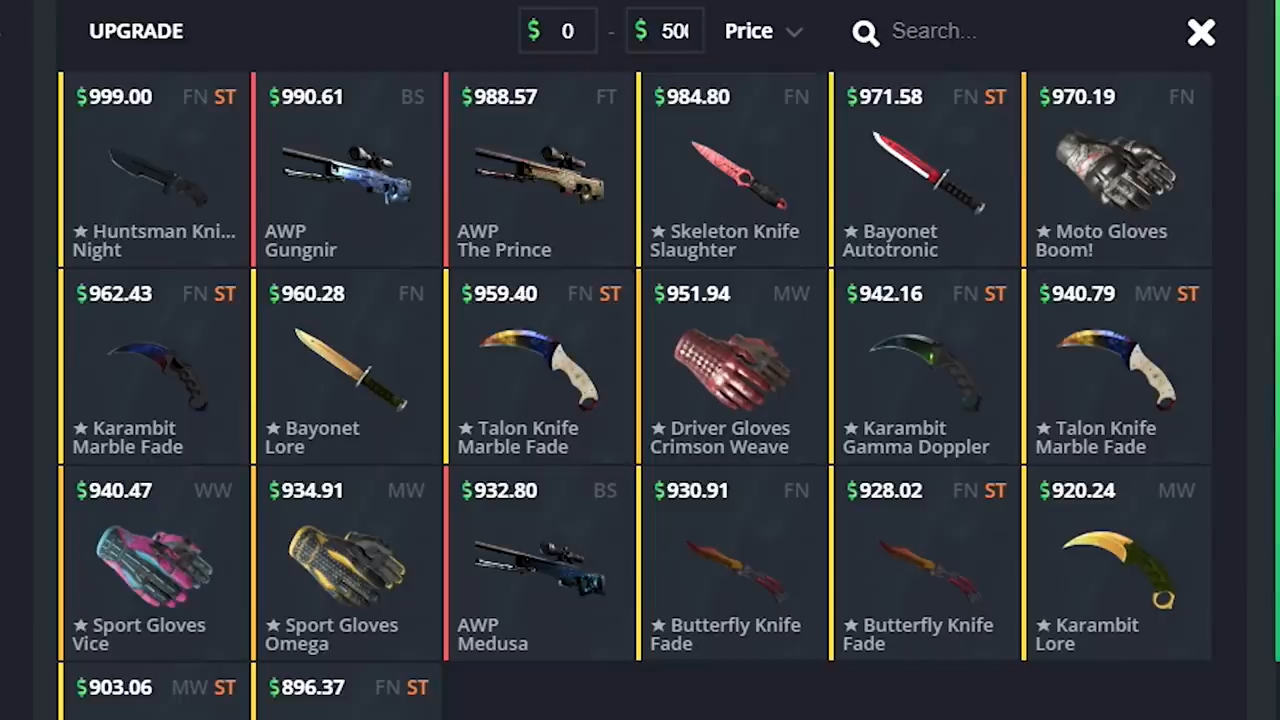 UPGRADE $ 0 - $ 500 Price Search...
$999.00 FN ST
★ Huntsman Kni...
Night
$990.61 BS
AWP
Gungnir
$988.57 FT
AWP
The Prince
$984.80 FN
★ Skeleton Knife
Slaughter
$971.58 FN ST
★ Bayonet
Autotronic
$970.19 FN
★ Moto Gloves
Boom!
$962.43 FN ST
★ Karambit
Marble Fade
$960.28 FN
★ Bayonet
Lore
$959.40 FN ST
★ Talon Knife
Marble Fade
$951.94 MW
★ Driver Gloves
Crimson Weave
$942.16 FN ST
★ Karambit
Gamma Doppler
$940.79 MW ST
★ Talon Knife
Marble Fade
$940.47 WW
★ Sport Gloves
Vice
$934.91 MW
★ Sport Gloves
Omega
$932.80 BS
AWP
Medusa
$930.91 FN
★ Butterfly Knife
Fade
$928.02 FN ST
★ Butterfly Knife
Fade
$920.24 MW
★ Karambit
Lore
$903.06 MW ST
$896.37 FN ST